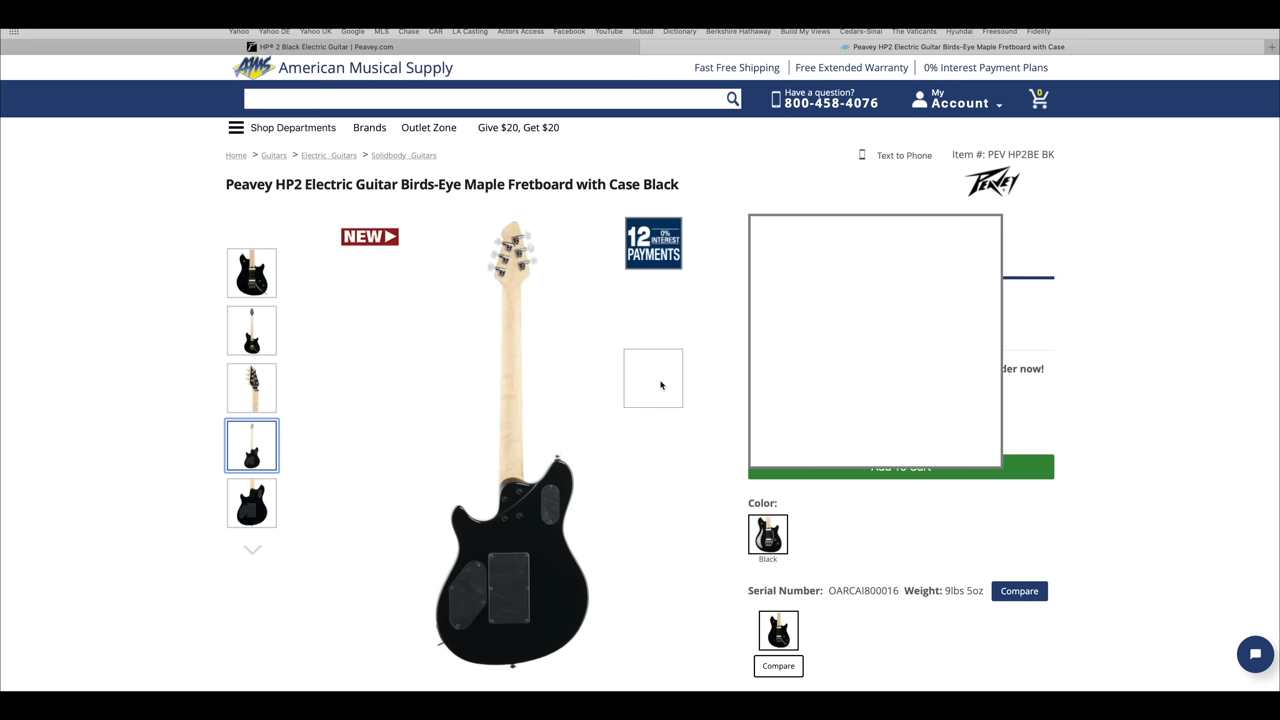 Yahoo Yahoo DE Yahoo UK Google MLS Chase CAR LA Casting Actors Access Facebook YouTube iCloud Dictionary Berkshire Hathaway Build My Views Cedars-Sinai The Vaticants Hyundai Freesound Fidelity
HP® 2 Black Electric Guitar | Peavey.com
Peavey HP2 Electric Guitar Birds-Eye Maple Fretboard with Case
AMS American Musical Supply
Fast Free Shipping
Free Extended Warranty
0% Interest Payment Plans
Have a question?
800-458-4076
My
Account
0
Shop Departments
Brands
Outlet Zone
Give $20, Get $20
Home > Guitars > Electric Guitars > Solidbody Guitars
Text to Phone
Item #: PEV HP2BE BK
Peavey HP2 Electric Guitar Birds-Eye Maple Fretboard with Case Black
PEAVEY
NEW
12 0% INTEREST
PAYMENTS
now!
Add To Cart
Color:
Black
Serial Number: OARCAI800016 Weight: 9lbs 5oz
Compare
Compare